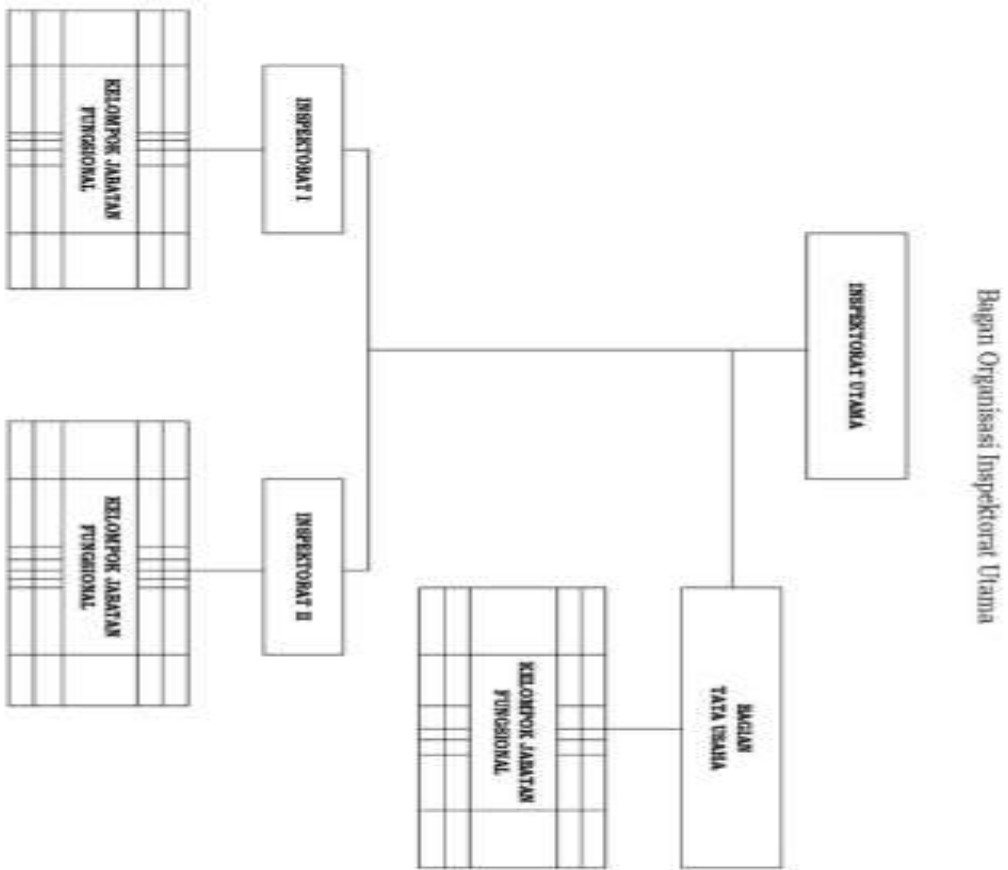 Bagan Organisasi Inspektorat Utama
INSPEKTORAT UTAMA
BAGIAN
TATA USAHA
KELOMPOK JABATAN
FUNGSIONAL
INSPEKTORAT I
INSPEKTORAT II
KELOMPOK JABATAN
FUNGSIONAL
KELOMPOK JABATAN
FUNGSIONAL